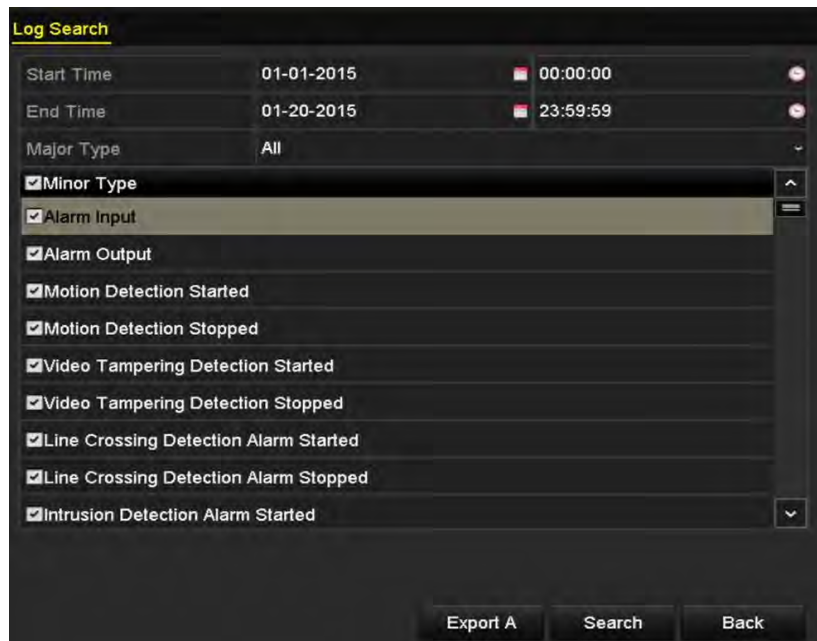 Log Search
Start Time 01-01-2015 00:00:00
End Time 01-20-2015 23:59:59
Major Type All
Minor Type
Alarm Input
Alarm Output
Motion Detection Started
Motion Detection Stopped
Video Tampering Detection Started
Video Tampering Detection Stopped
Line Crossing Detection Alarm Started
Line Crossing Detection Alarm Stopped
Intrusion Detection Alarm Started
Export A Search Back